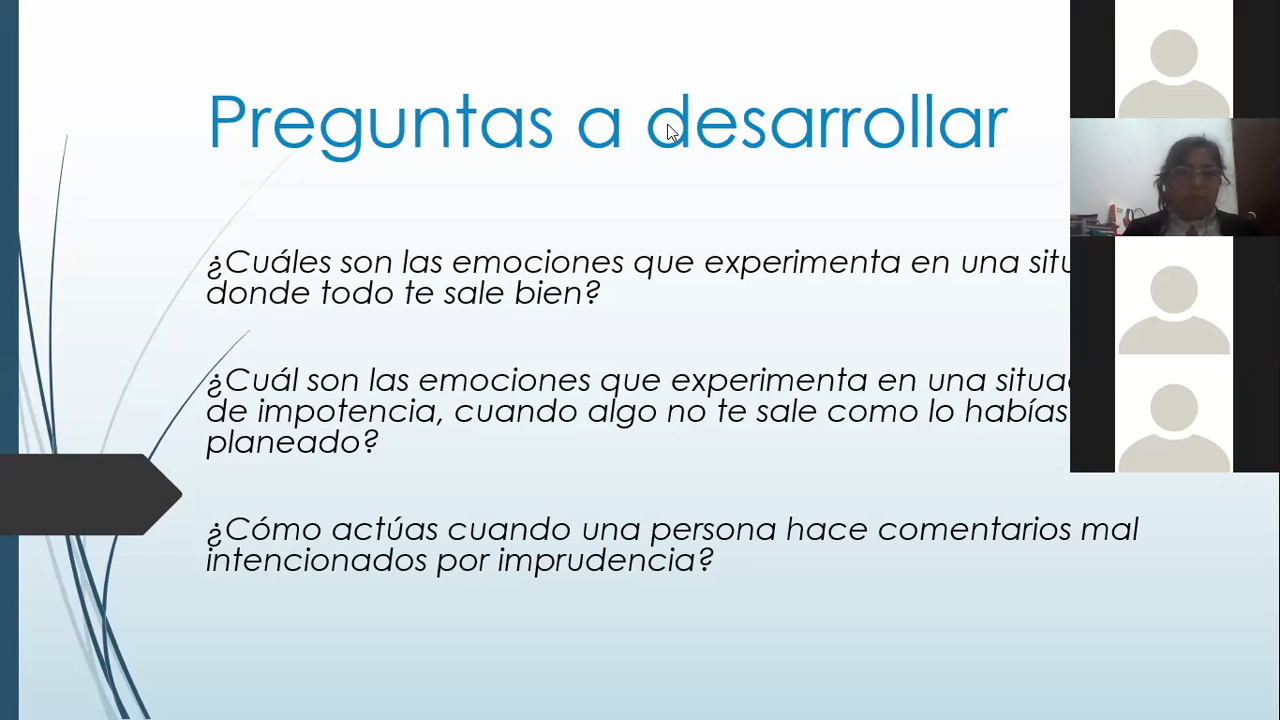 Preguntas a desarrollar
¿Cuáles son las emociones que experimenta en una
donde todo te sale bien?
¿Cuál son las emociones que experimenta en una
de impotencia, cuando algo no te sale como lo habías
planeado?
¿Cómo actúas cuando una persona hace comentarios mal
intencionados por imprudencia?